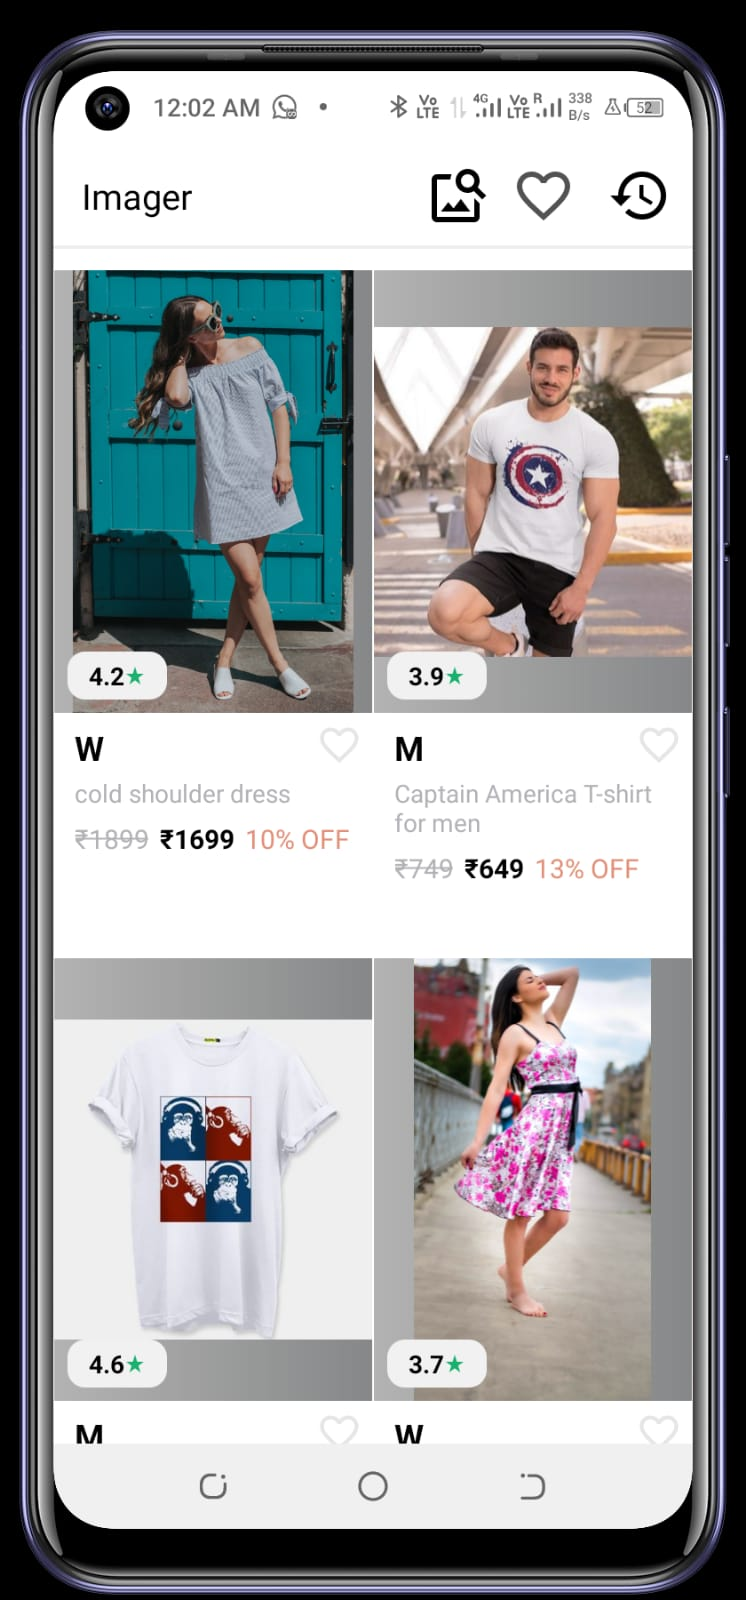 12:02 AM
Vo LTE 4G Vo LTE R 338 B/s 52
Imager
4.2★
3.9★
W
M
cold shoulder dress
Captain America T-shirt
for men
₹1899 ₹1699 10% OFF
₹749 ₹649 13% OFF
4.6★
3.7★
M
W